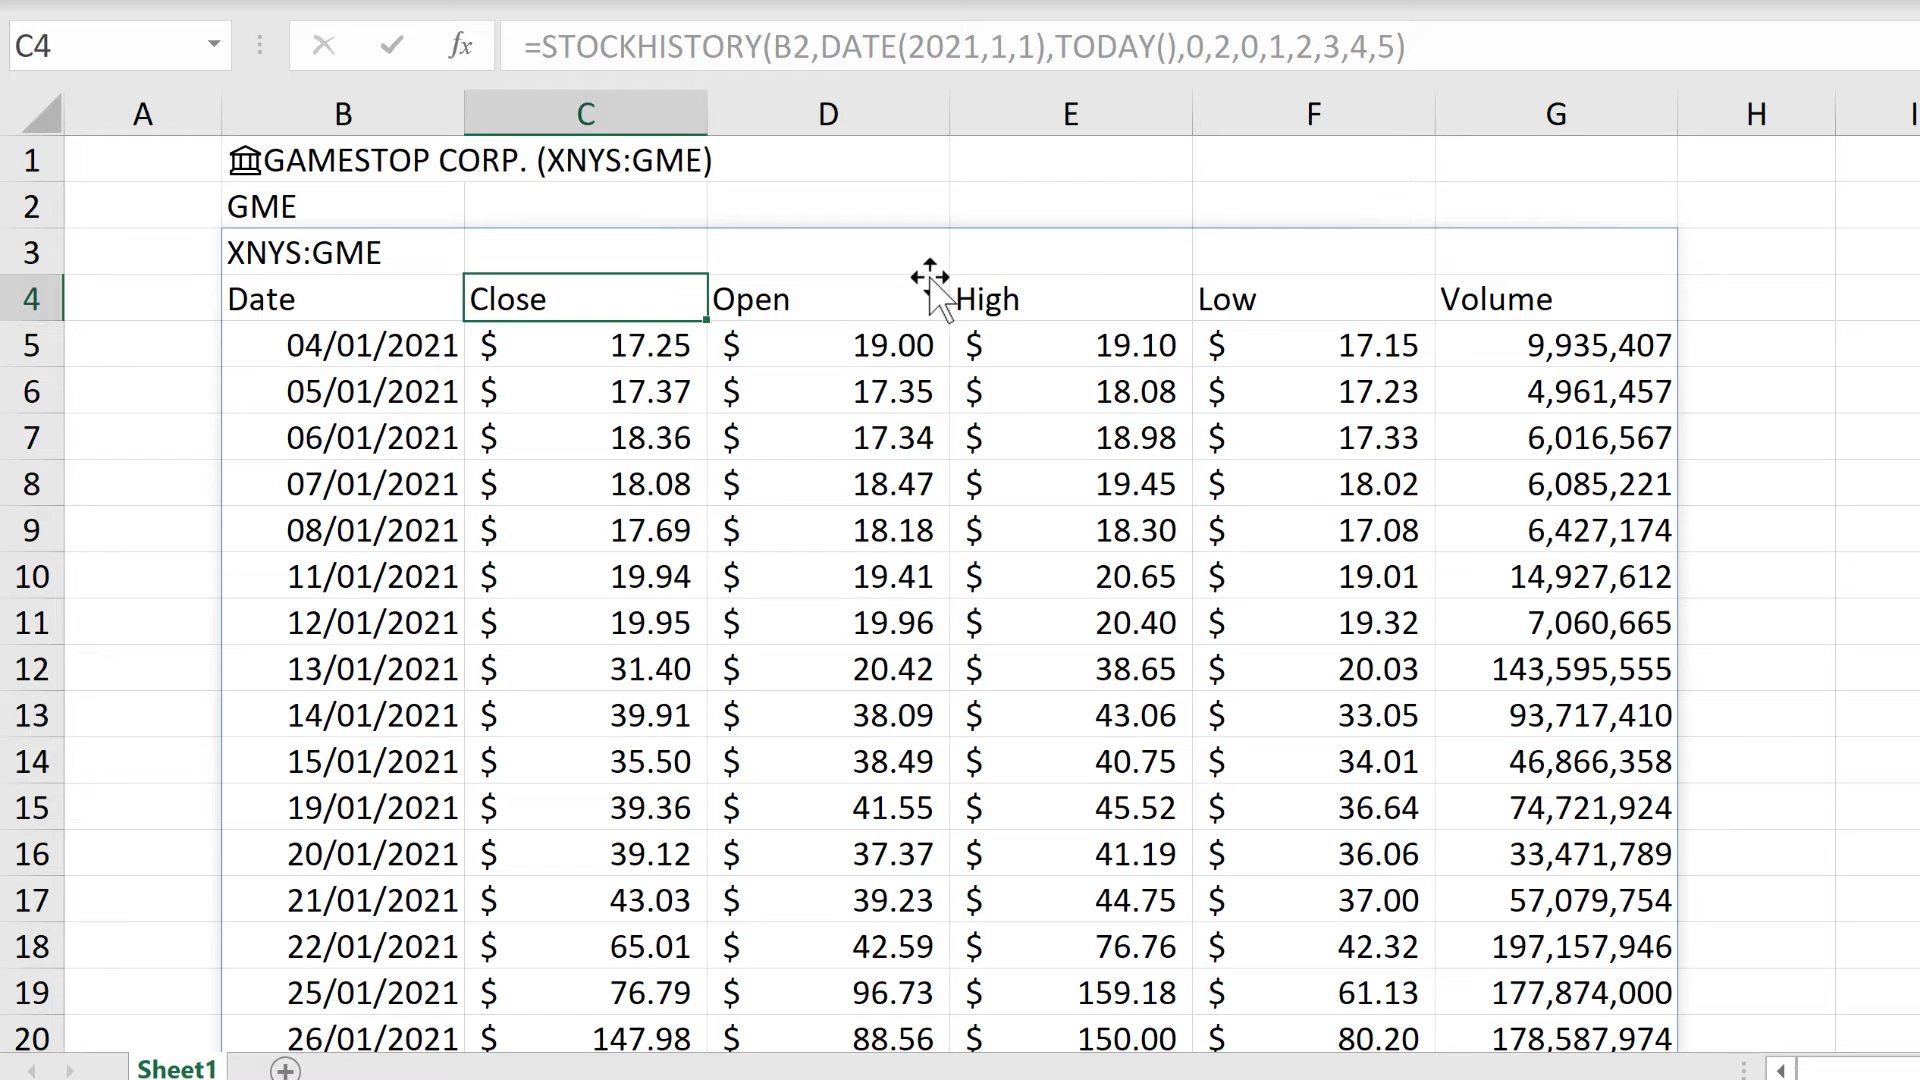 C4 fx =STOCKHISTORY(B2,DATE(2021,1,1),TODAY(),0,2,0,1,2,3,4,5)
A B C D E F G H I
1 GAMESTOP CORP. (XNYS:GME)
2 GME
3 XNYS:GME
4 Date Close Open High Low Volume
5 04/01/2021 $ 17.25 $ 19.00 $ 19.10 $ 17.15 9,935,407
6 05/01/2021 $ 17.37 $ 17.35 $ 18.08 $ 17.23 4,961,457
7 06/01/2021 $ 18.36 $ 17.34 $ 18.98 $ 17.33 6,016,567
8 07/01/2021 $ 18.08 $ 18.47 $ 19.45 $ 18.02 6,085,221
9 08/01/2021 $ 17.69 $ 18.18 $ 18.30 $ 17.08 6,427,174
10 11/01/2021 $ 19.94 $ 19.41 $ 20.65 $ 19.01 14,927,612
11 12/01/2021 $ 19.95 $ 19.96 $ 20.40 $ 19.32 7,060,665
12 13/01/2021 $ 31.40 $ 20.42 $ 38.65 $ 20.03 143,595,555
13 14/01/2021 $ 39.91 $ 38.09 $ 43.06 $ 33.05 93,717,410
14 15/01/2021 $ 35.50 $ 38.49 $ 40.75 $ 34.01 46,866,358
15 19/01/2021 $ 39.36 $ 41.55 $ 45.52 $ 36.64 74,721,924
16 20/01/2021 $ 39.12 $ 37.37 $ 41.19 $ 36.06 33,471,789
17 21/01/2021 $ 43.03 $ 39.23 $ 44.75 $ 37.00 57,079,754
18 22/01/2021 $ 65.01 $ 42.59 $ 76.76 $ 42.32 197,157,946
19 25/01/2021 $ 76.79 $ 96.73 $ 159.18 $ 61.13 177,874,000
20 26/01/2021 $ 147.98 $ 88.56 $ 150.00 $ 80.20 178,587,974
Sheet1